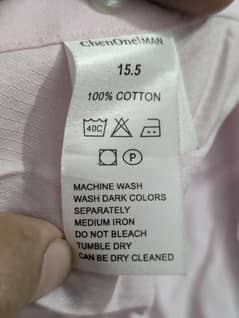 ChenOne|MAN
15.5
100% COTTON
40C
P
MACHINE WASH
WASH DARK COLORS
SEPARATELY
MEDIUM IRON
DO NOT BLEACH
TUMBLE DRY
CAN BE DRY CLEANED